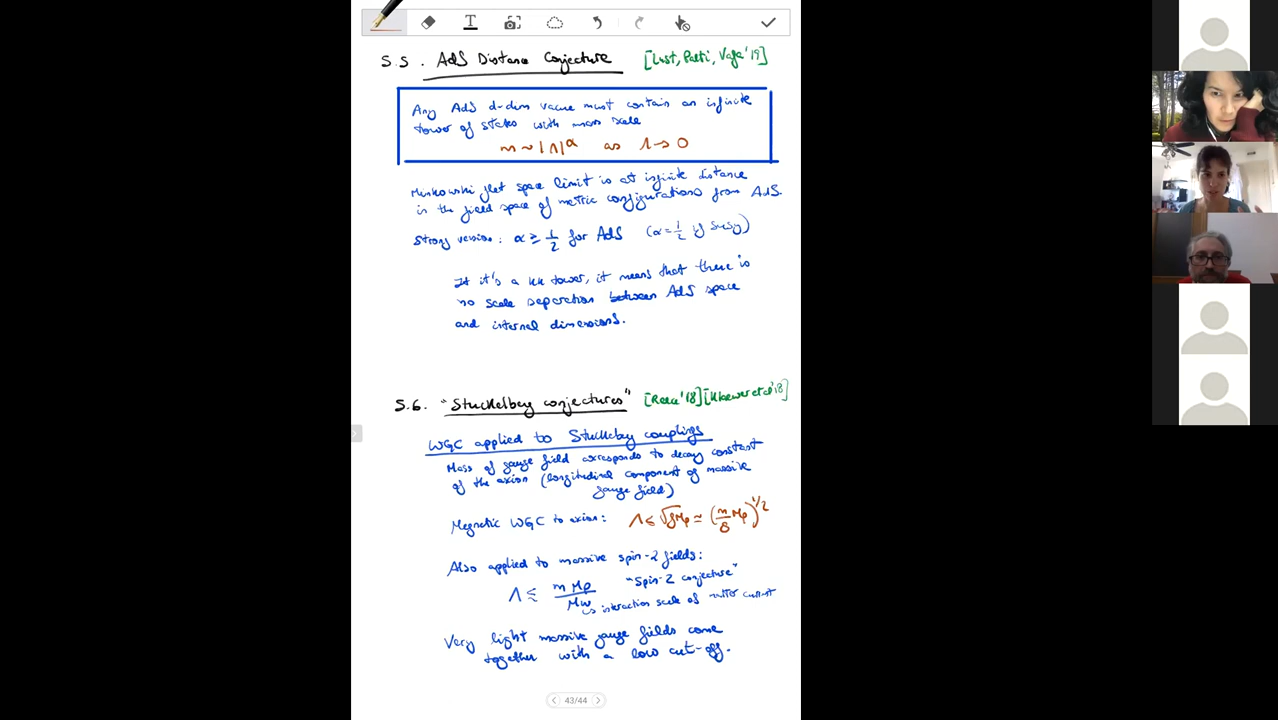 T
5.5. AdS Distance Conjecture [Lust, Palti, Vafa '19]
Any AdS d-dim vacua must contain an infinite
tower of states with mass scale
m ~ |Λ|^α as Λ → 0
Minkowski flat space limit is at infinite distance
in the field space of metric configurations from AdS.
Strong version: α ≥ 1/2 for AdS (α = 1/2 if SUSY)
If it's a KK tower, it means that there is
no scale separation between AdS space
and internal dimensions.
5.6. "Stuckelberg conjectures" [Reece '18] [Klaewer et al '18]
WGC applied to Stuckelberg couplings
Mass of gauge field corresponds to decay constant
of the axion (longitudinal component of massive
gauge field)
Magnetic WGC to axion: Λ ≤ √f Mp ≃ (m/g Mp)^1/2
Also applied to massive spin-2 fields:
Λ ≲ m Mp / Mw "Spin-2 conjecture"
↳ interaction scale of matter current
Very light massive gauge fields come
together with a low cut-off.
43/44